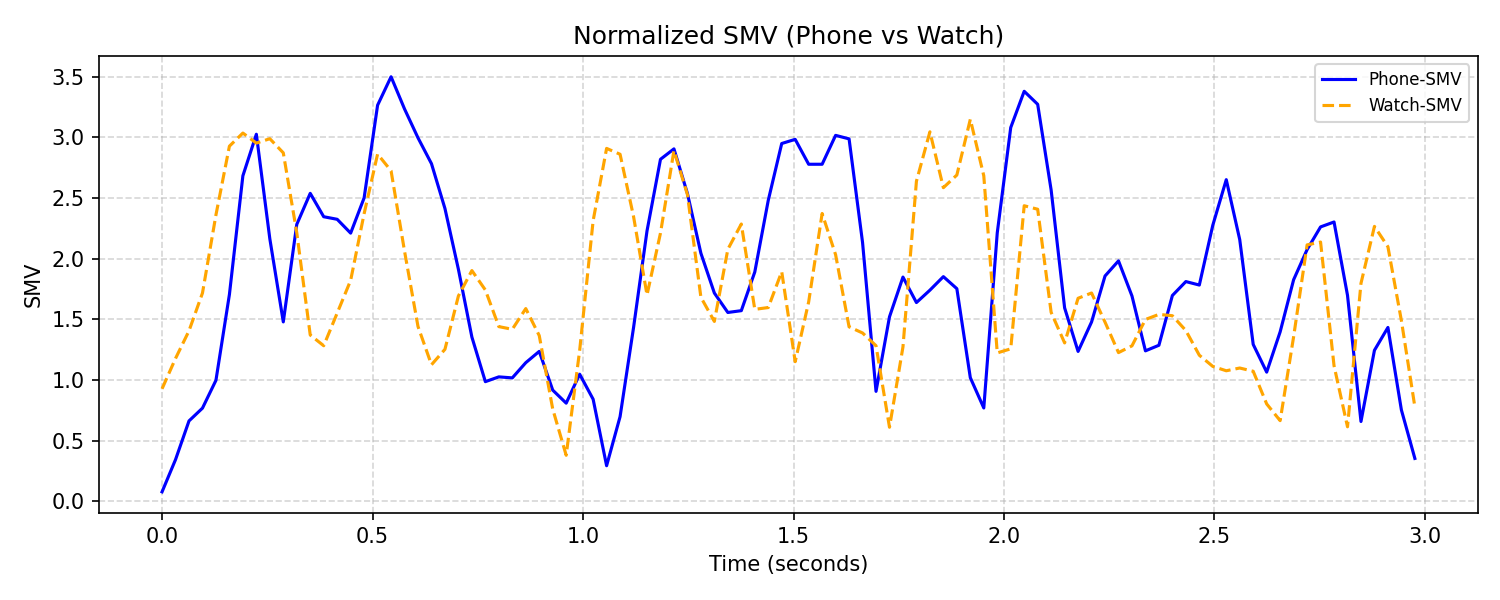 Normalized SMV (Phone vs Watch)
Phone-SMV
Watch-SMV
SMV
3.5
3.0
2.5
2.0
1.5
1.0
0.5
0.0
0.0 0.5 1.0 1.5 2.0 2.5 3.0
Time (seconds)